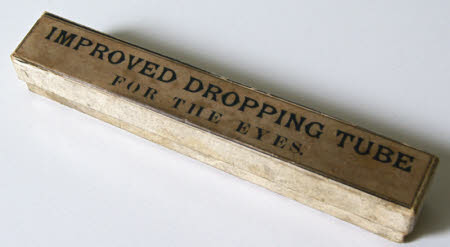 IMPROVED DROPPING TUBE
FOR THE EYES.